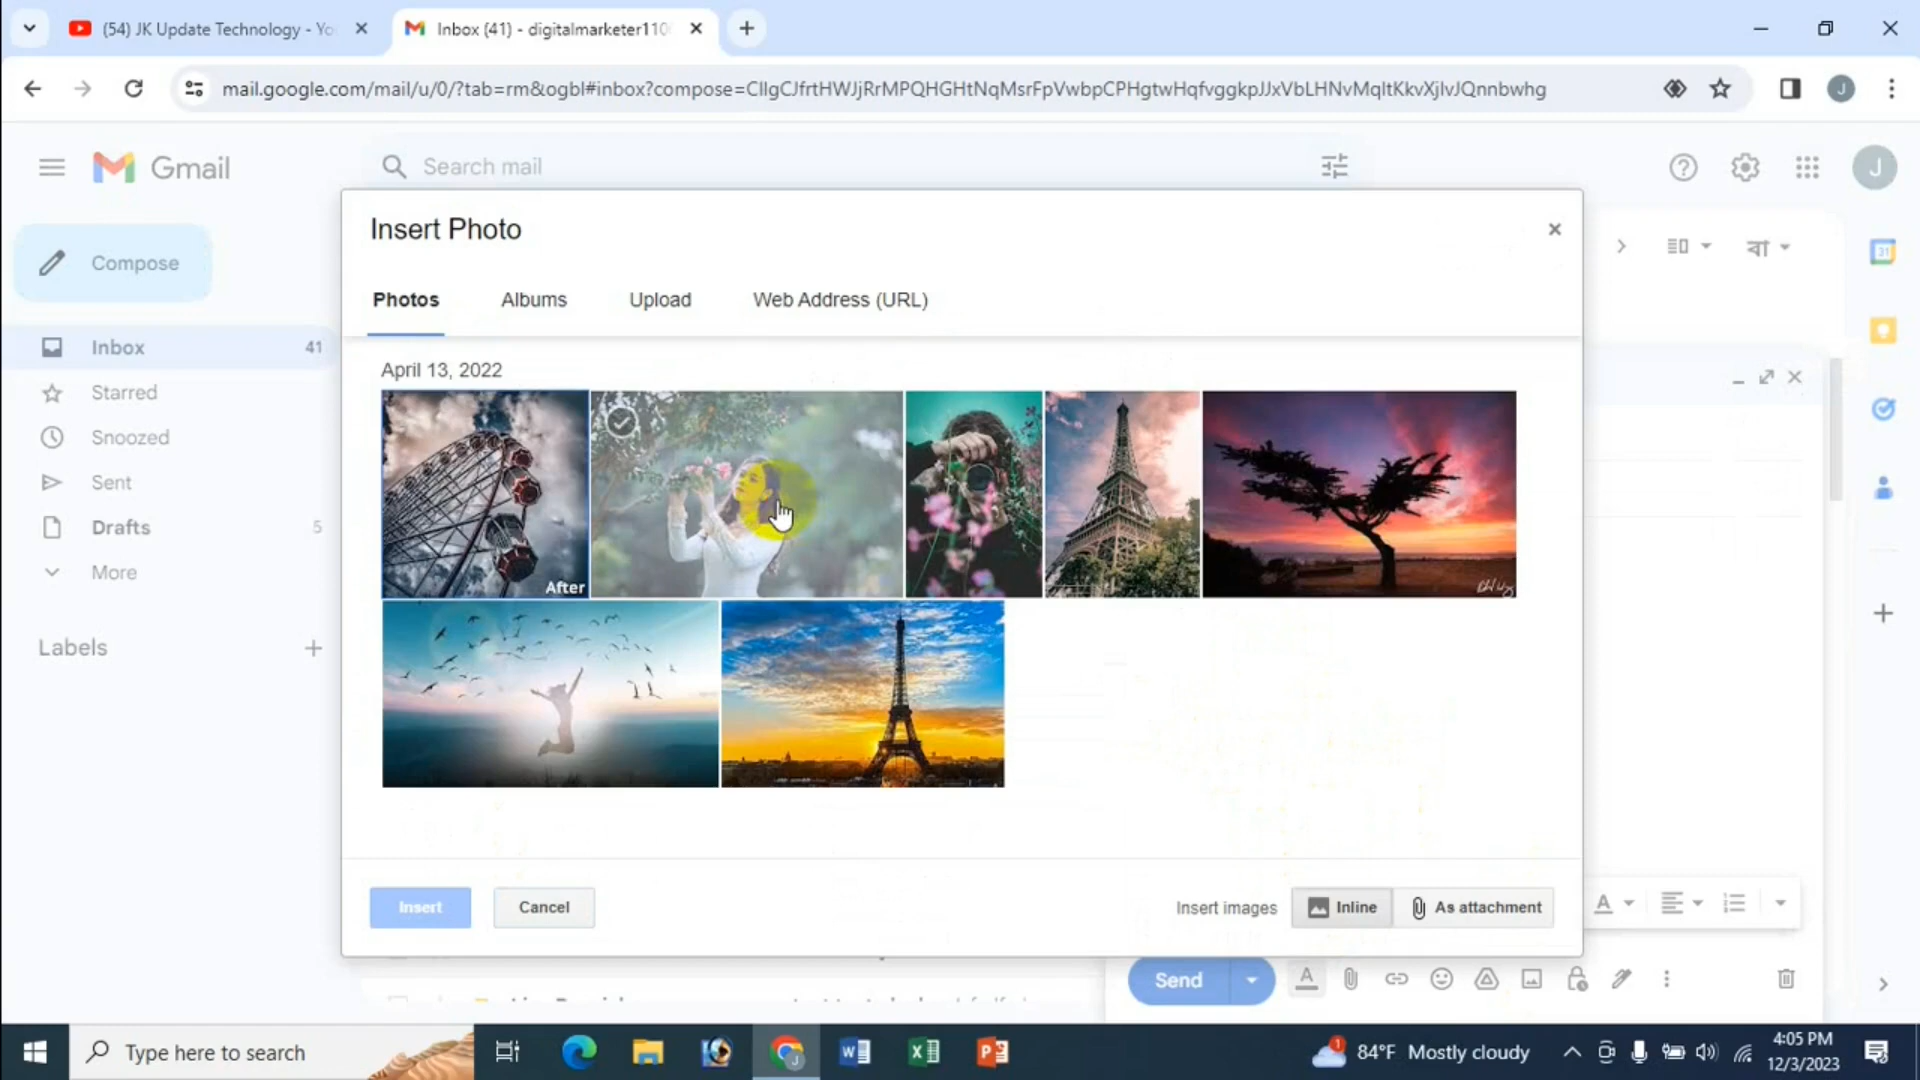 (54) JK Update Technology - Yo
Inbox (41) - digitalmarketer110
mail.google.com/mail/u/0/?tab=rm&ogbl#inbox?compose=CllgCJfrtHWJjRrMPQHGHtNqMsrFpVwbpCPHgtwHqfvggkpJJxVbLHNvMqltKkvXjlvJQnnbwhg
J
Gmail
Search mail
J
Compose
Insert Photo
Photos
Albums
Upload
Web Address (URL)
বা
31
Inbox
41
Starred
Snoozed
Sent
Drafts
5
More
Labels
April 13, 2022
After
Insert
Cancel
Insert images
Inline
As attachment
Send
Type here to search
84°F Mostly cloudy
4:05 PM
12/3/2023